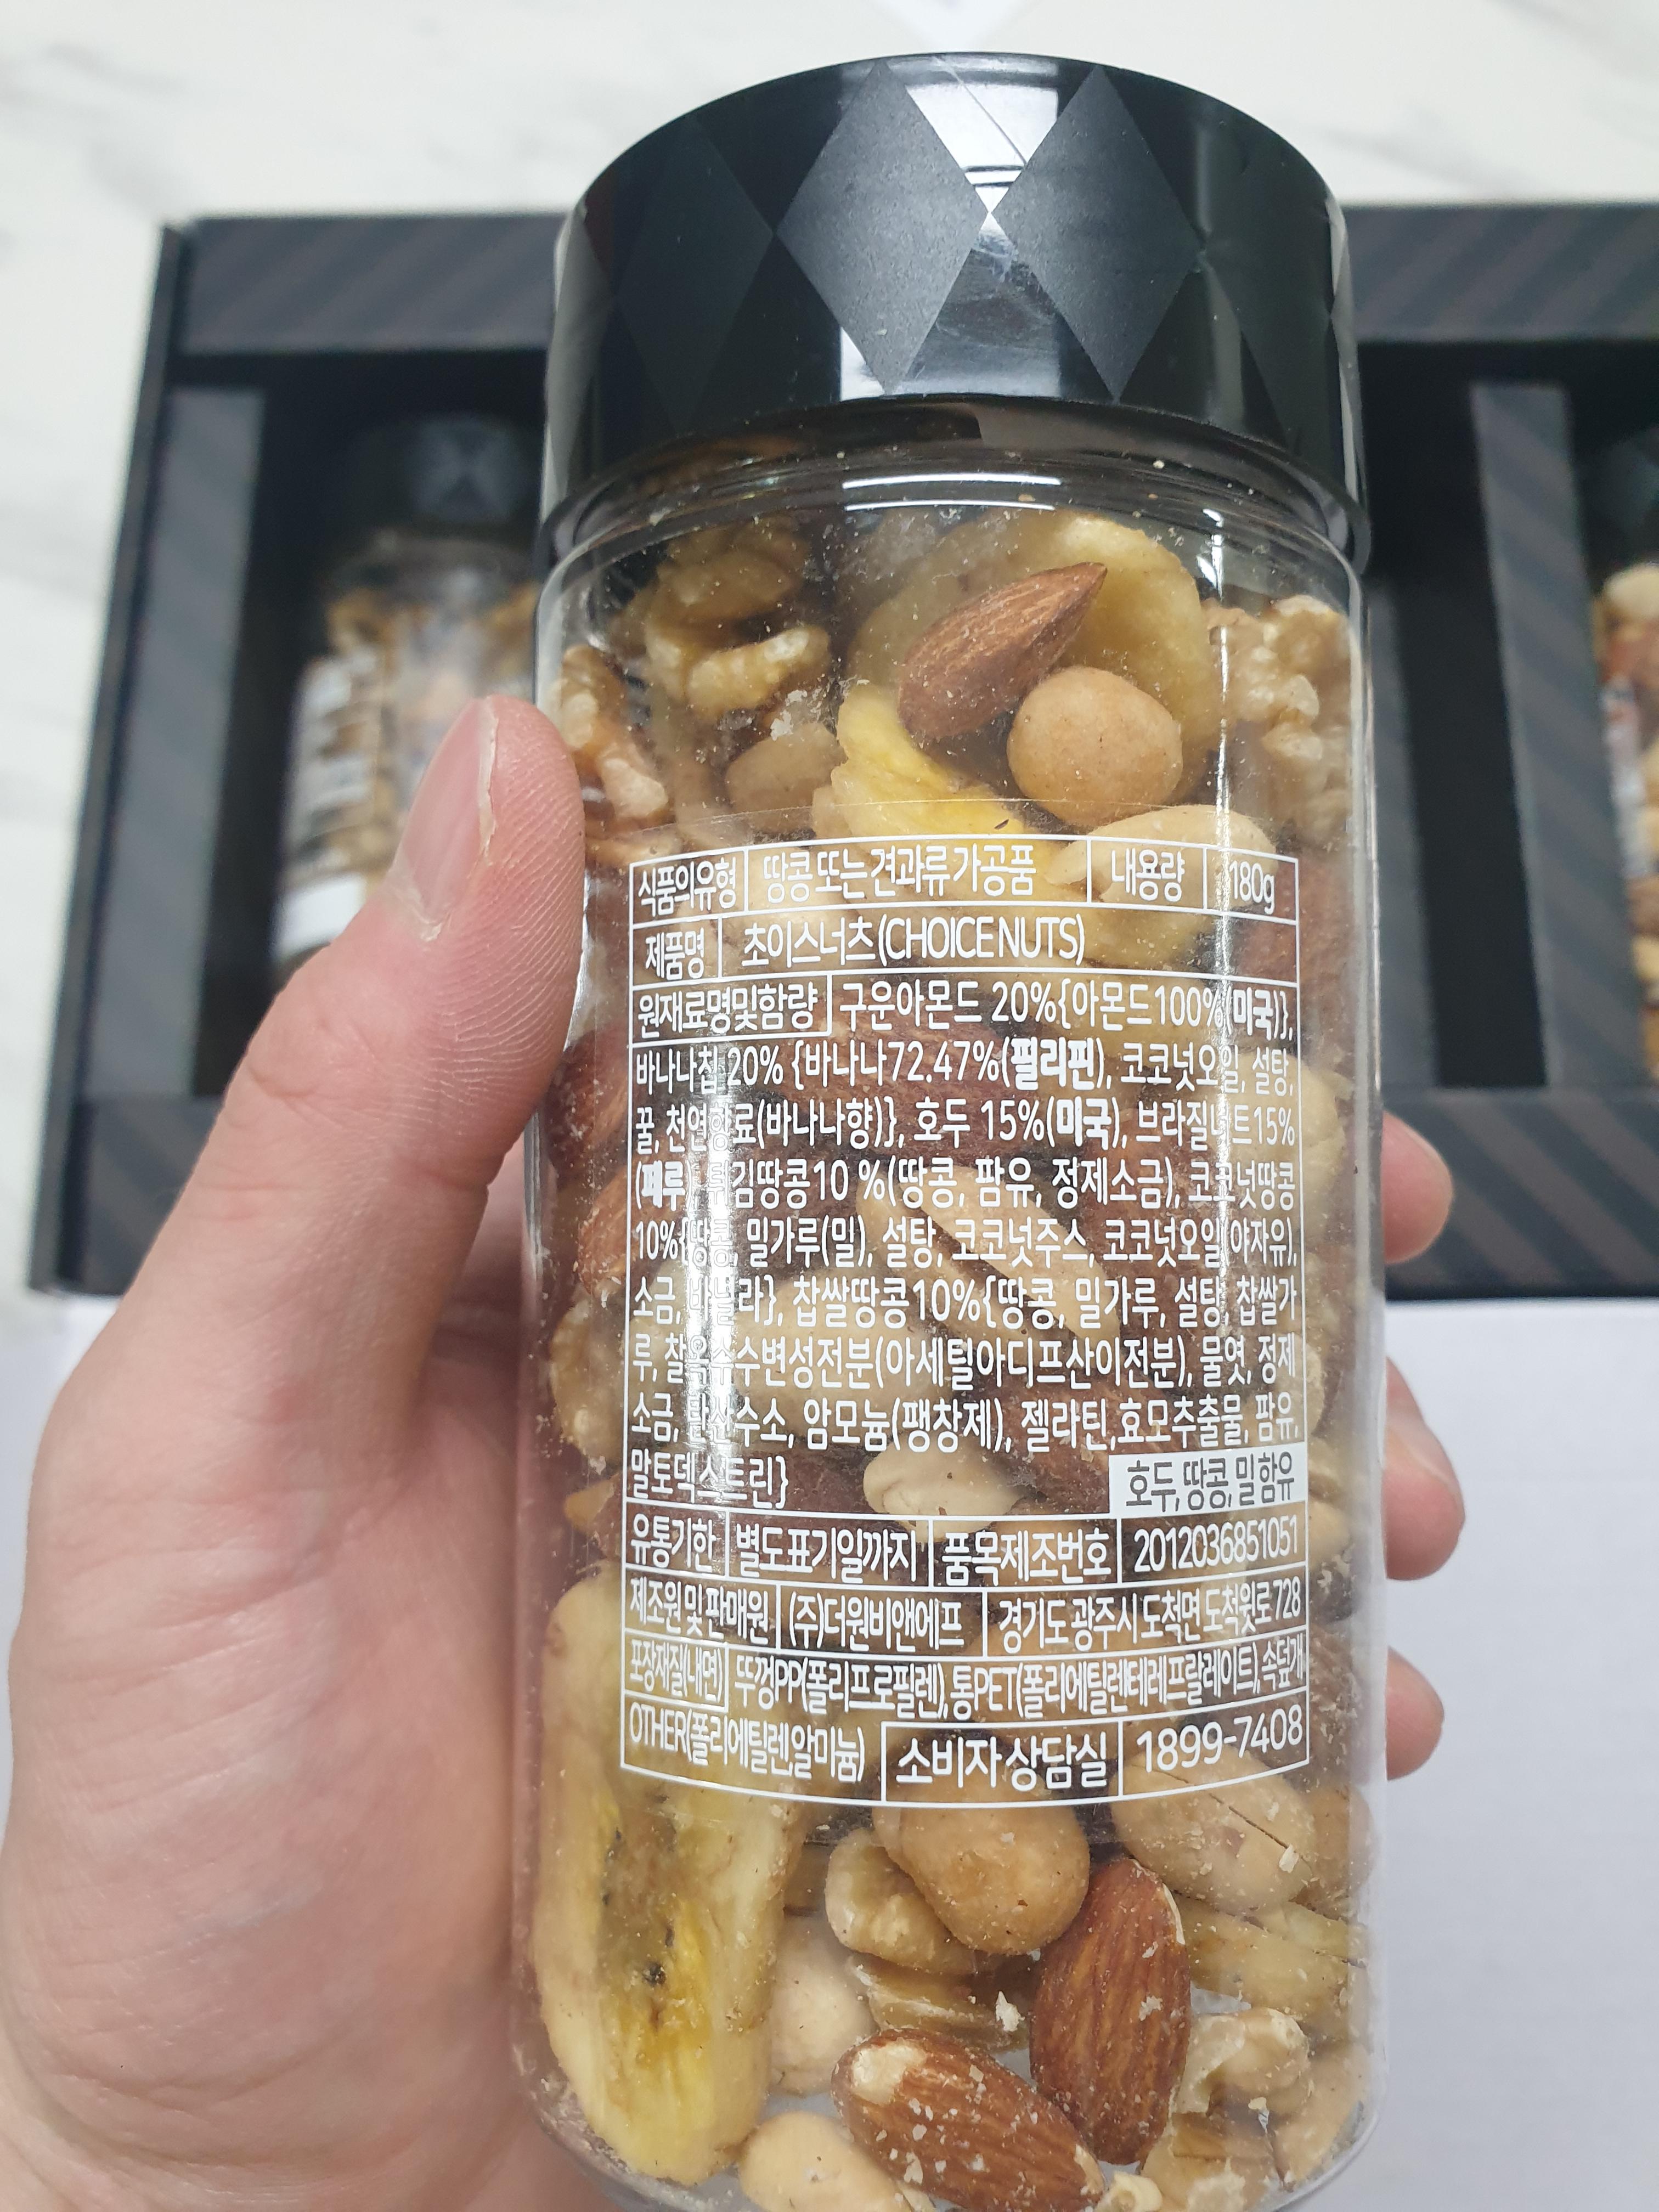 식품의유형 땅콩 또는 견과류 가공품 내용량 180g
제품명 초이스너츠(CHOICE NUTS)
원재료명및함량 구운아몬드 20%{아몬드100%(미국)},
바나나칩 20% {바나나72.47%(필리핀), 코코넛오일, 설탕,
꿀, 천연향료(바나나향)}, 호두 15%(미국), 브라질너트15%
(페루), 튀김땅콩10 %(땅콩, 팜유, 정제소금), 코코넛땅콩
10%{땅콩, 밀가루(밀), 설탕, 코코넛주스, 코코넛오일(야자유),
소금, 바닐라}, 찹쌀땅콩10%{땅콩, 밀가루, 설탕, 찹쌀가
루, 찰옥수수변성전분(아세틸아디프산이전분), 물엿, 정제
소금, 탄산수소, 암모늄(팽창제), 젤라틴,효모추출물, 팜유,
말토덱스트린} 호두, 땅콩, 밀 함유
유통기한 별도 표기일까지 품목제조번호 2012036851051
제조원 및 판매원 (주)더원비앤에프 경기도 광주시 도척면 도척윗로 728
포장재질(내면) 뚜껑PP(폴리프로필렌),통PET(폴리에틸렌테레프탈레이트),속덮개
OTHER(폴리에틸렌,알미늄) 소비자 상담실 1899-7408